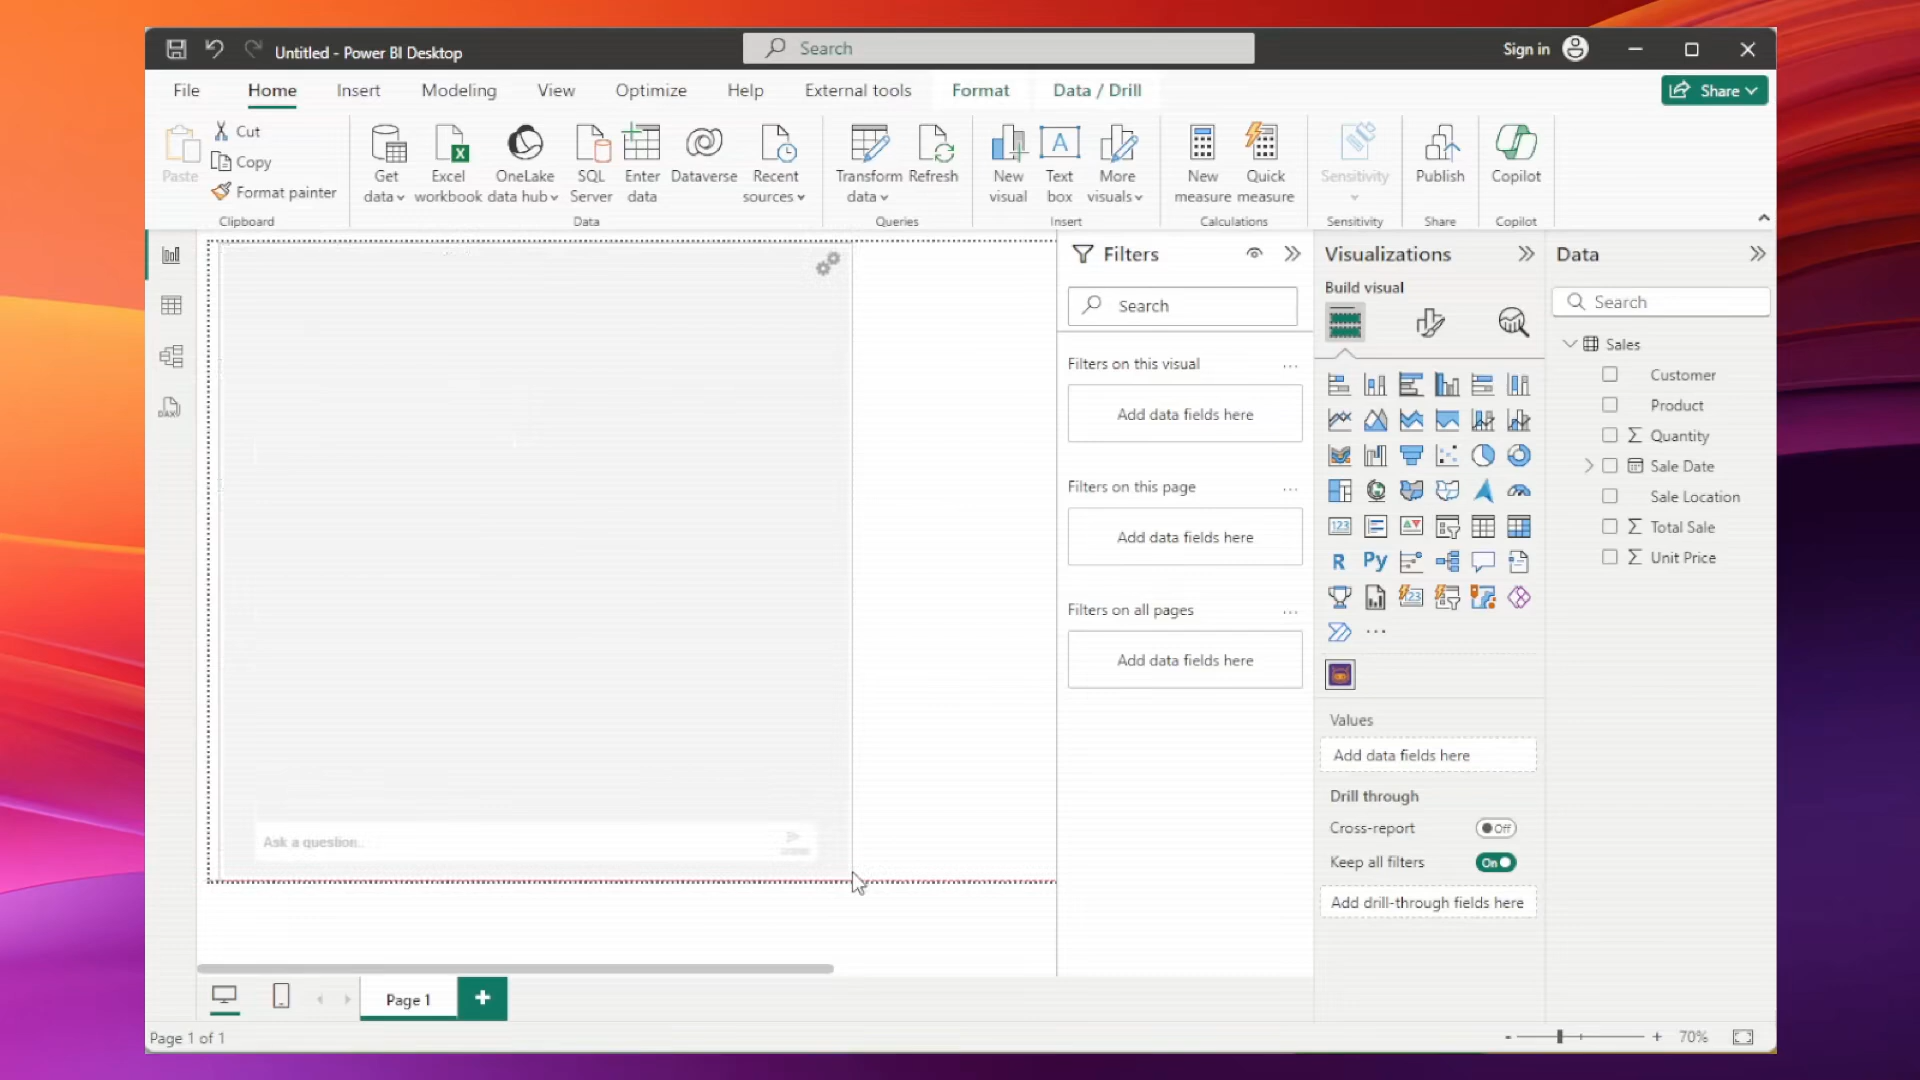 Untitled - Power BI Desktop
Search
Sign in
File Home Insert Modeling View Optimize Help External tools Format Data / Drill
Share
Paste
Cut
Copy
Format painter
Get data
Excel workbook
OneLake data hub
SQL Server
Enter data
Dataverse
Recent sources
Transform data
Refresh
New visual
Text box
More visuals
New measure
Quick measure
Sensitivity
Publish
Copilot
Clipboard Data Queries Insert Calculations Sensitivity Share Copilot
DAX
Ask a question...
Filters
Search
Filters on this visual ...
Add data fields here
Filters on this page ...
Add data fields here
Filters on all pages ...
Add data fields here
Visualizations
Build visual
123
R Py
123
...
Values
Add data fields here
Drill through
Cross-report Off
Keep all filters On
Add drill-through fields here
Data
Search
Sales
Customer
Product
Σ Quantity
Sale Date
Sale Location
Σ Total Sale
Σ Unit Price
Page 1
+
Page 1 of 1
- + 70%